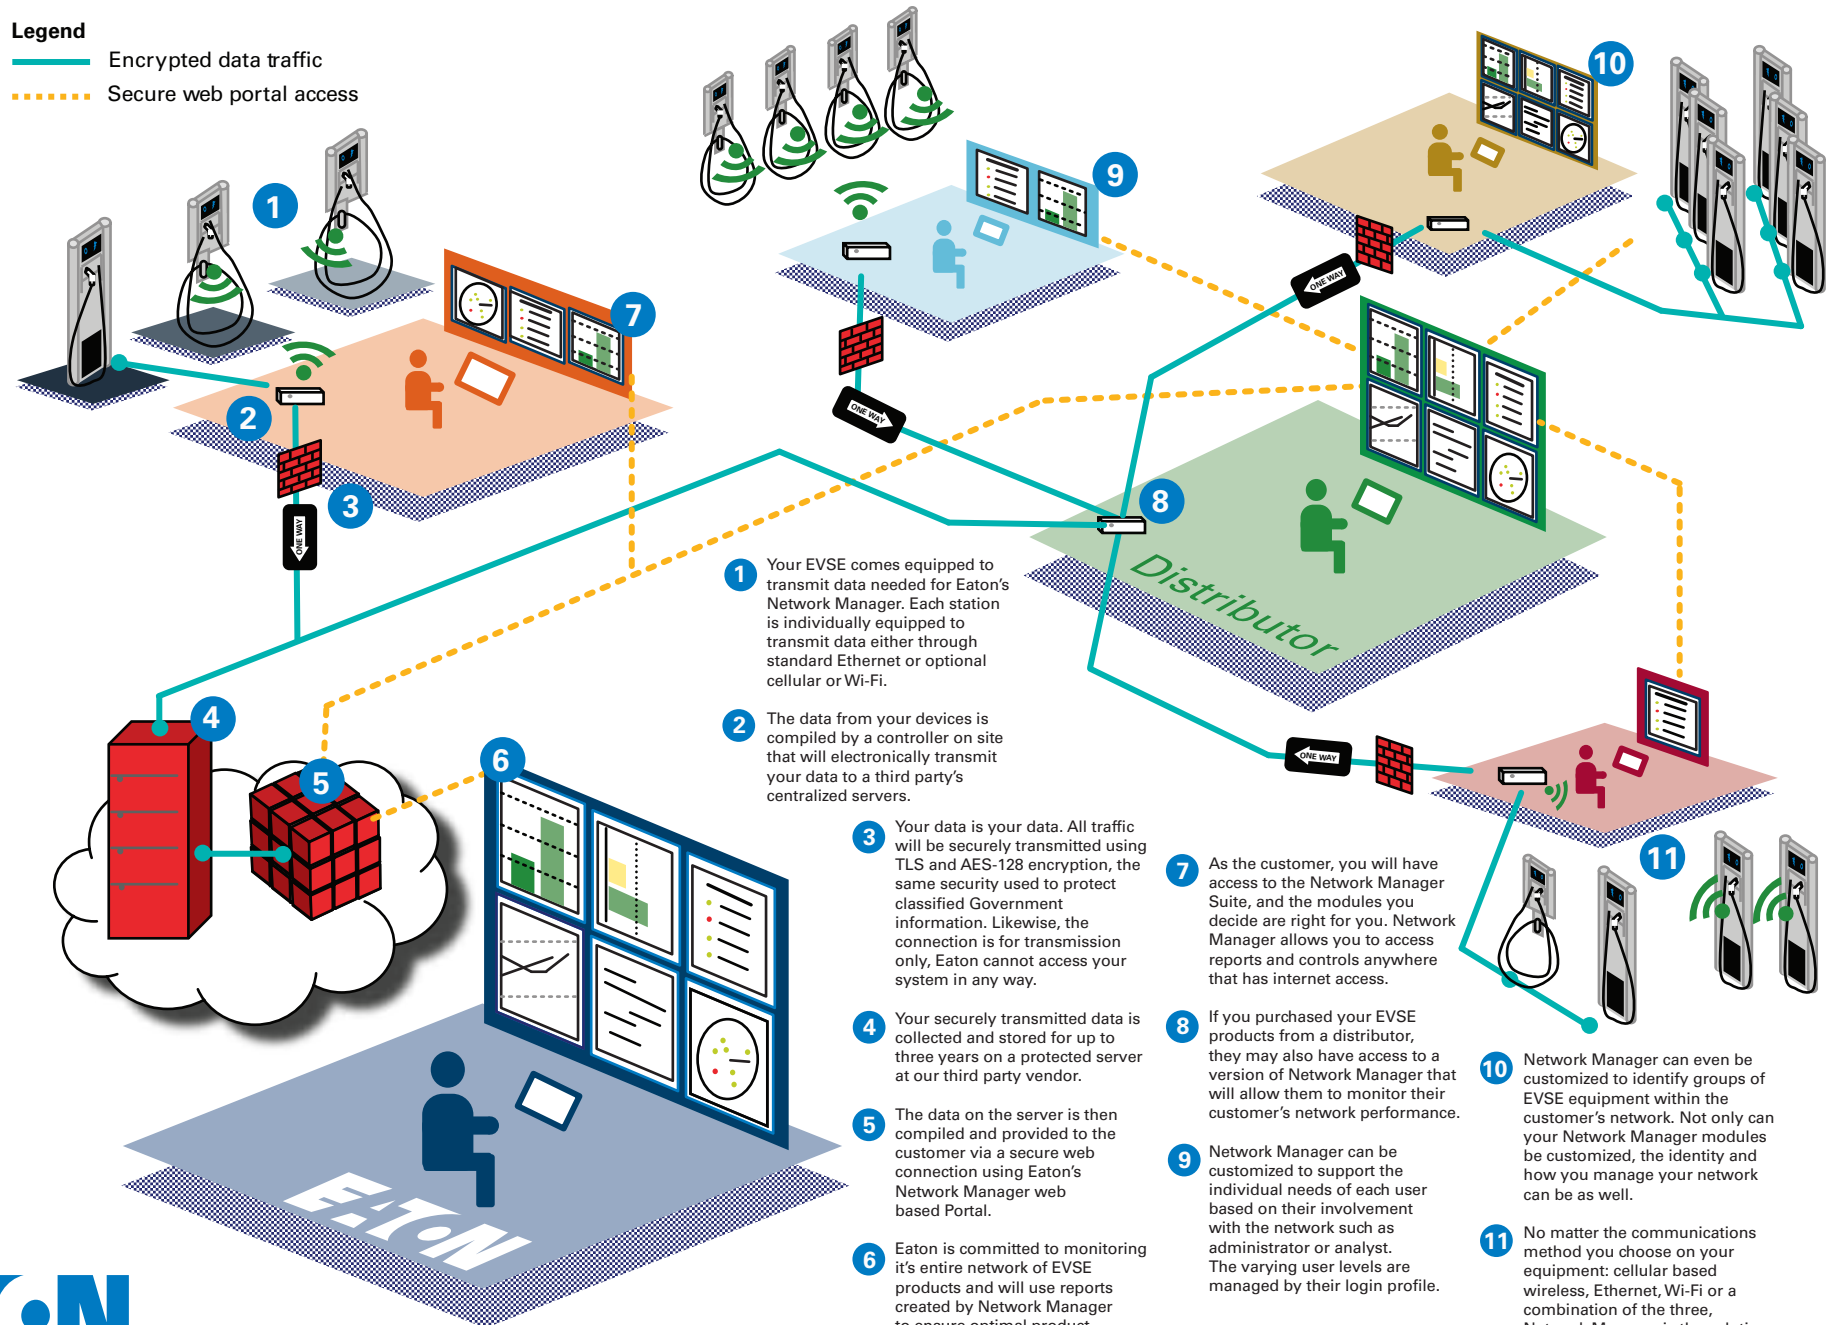 Legend
Encrypted data traffic
Secure web portal access
1
2
3
4
5
6
7
8
9
10
11
ONE WAY
ONE WAY
ONE WAY
ONE WAY
Distributor
EATON
1
Your EVSE comes equipped to
transmit data needed for Eaton's
Network Manager. Each station
is individually equipped to
transmit data either through
standard Ethernet or optional
cellular or Wi-Fi.
2
The data from your devices is
compiled by a controller on site
that will electronically transmit
your data to a third party's
centralized servers.
3
Your data is your data. All traffic
will be securely transmitted using
TLS and AES-128 encryption, the
same security used to protect
classified Government
information. Likewise, the
connection is for transmission
only, Eaton cannot access your
system in any way.
4
Your securely transmitted data is
collected and stored for up to
three years on a protected server
at our third party vendor.
5
The data on the server is then
compiled and provided to the
customer via a secure web
connection using Eaton's
Network Manager web
based Portal.
6
Eaton is committed to monitoring
it's entire network of EVSE
products and will use reports
created by Network Manager
to ensure optimal product
7
As the customer, you will have
access to the Network Manager
Suite, and the modules you
decide are right for you. Network
Manager allows you to access
reports and controls anywhere
that has internet access.
8
If you purchased your EVSE
products from a distributor,
they may also have access to a
version of Network Manager that
will allow them to monitor their
customer's network performance.
9
Network Manager can be
customized to support the
individual needs of each user
based on their involvement
with the network such as
administrator or analyst.
The varying user levels are
managed by their login profile.
10
Network Manager can even be
customized to identify groups of
EVSE equipment within the
customer's network. Not only can
your Network Manager modules
be customized, the identity and
how you manage your network
can be as well.
11
No matter the communications
method you choose on your
equipment: cellular based
wireless, Ethernet, Wi-Fi or a
combination of the three,
Network Manager is the solution
ON